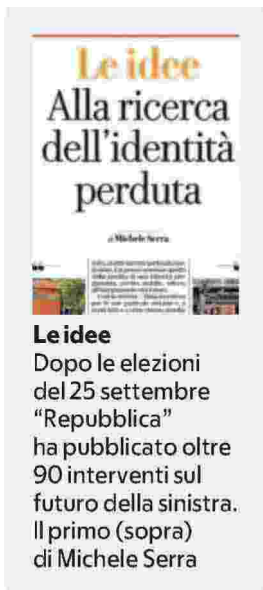 Le idee
Alla ricerca
dell'identità
perduta
di Michele Serra
Le idee
Dopo le elezioni
del 25 settembre
“Repubblica”
ha pubblicato oltre
90 interventi sul
futuro della sinistra.
Il primo (sopra)
di Michele Serra